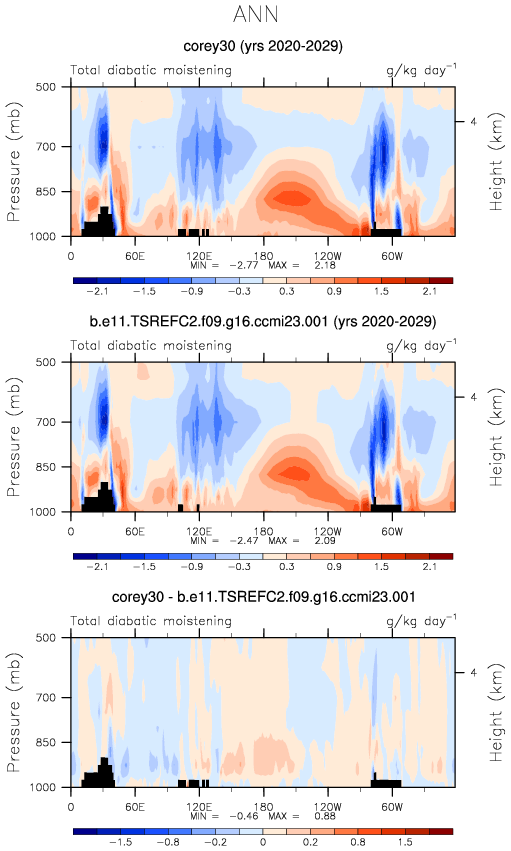 ANN
corey30 (yrs 2020-2029)
Total diabatic moistening g/kg day−1
500
700
850
1000
Pressure (mb)
4
Height (km)
0 60E 120E 180 120W 60W
MIN = −2.77 MAX = 2.18
−2.1 −1.5 −0.9 −0.3 0.3 0.9 1.5 2.1
b.e11.TSREFC2.f09.g16.ccmi23.001 (yrs 2020-2029)
Total diabatic moistening g/kg day−1
500
700
850
1000
Pressure (mb)
4
Height (km)
0 60E 120E 180 120W 60W
MIN = −2.47 MAX = 2.09
−2.1 −1.5 −0.9 −0.3 0.3 0.9 1.5 2.1
corey30 - b.e11.TSREFC2.f09.g16.ccmi23.001
Total diabatic moistening g/kg day−1
500
700
850
1000
Pressure (mb)
4
Height (km)
0 60E 120E 180 120W 60W
MIN = −0.46 MAX = 0.88
−1.5 −0.8 −0.2 0 0.2 0.8 1.5